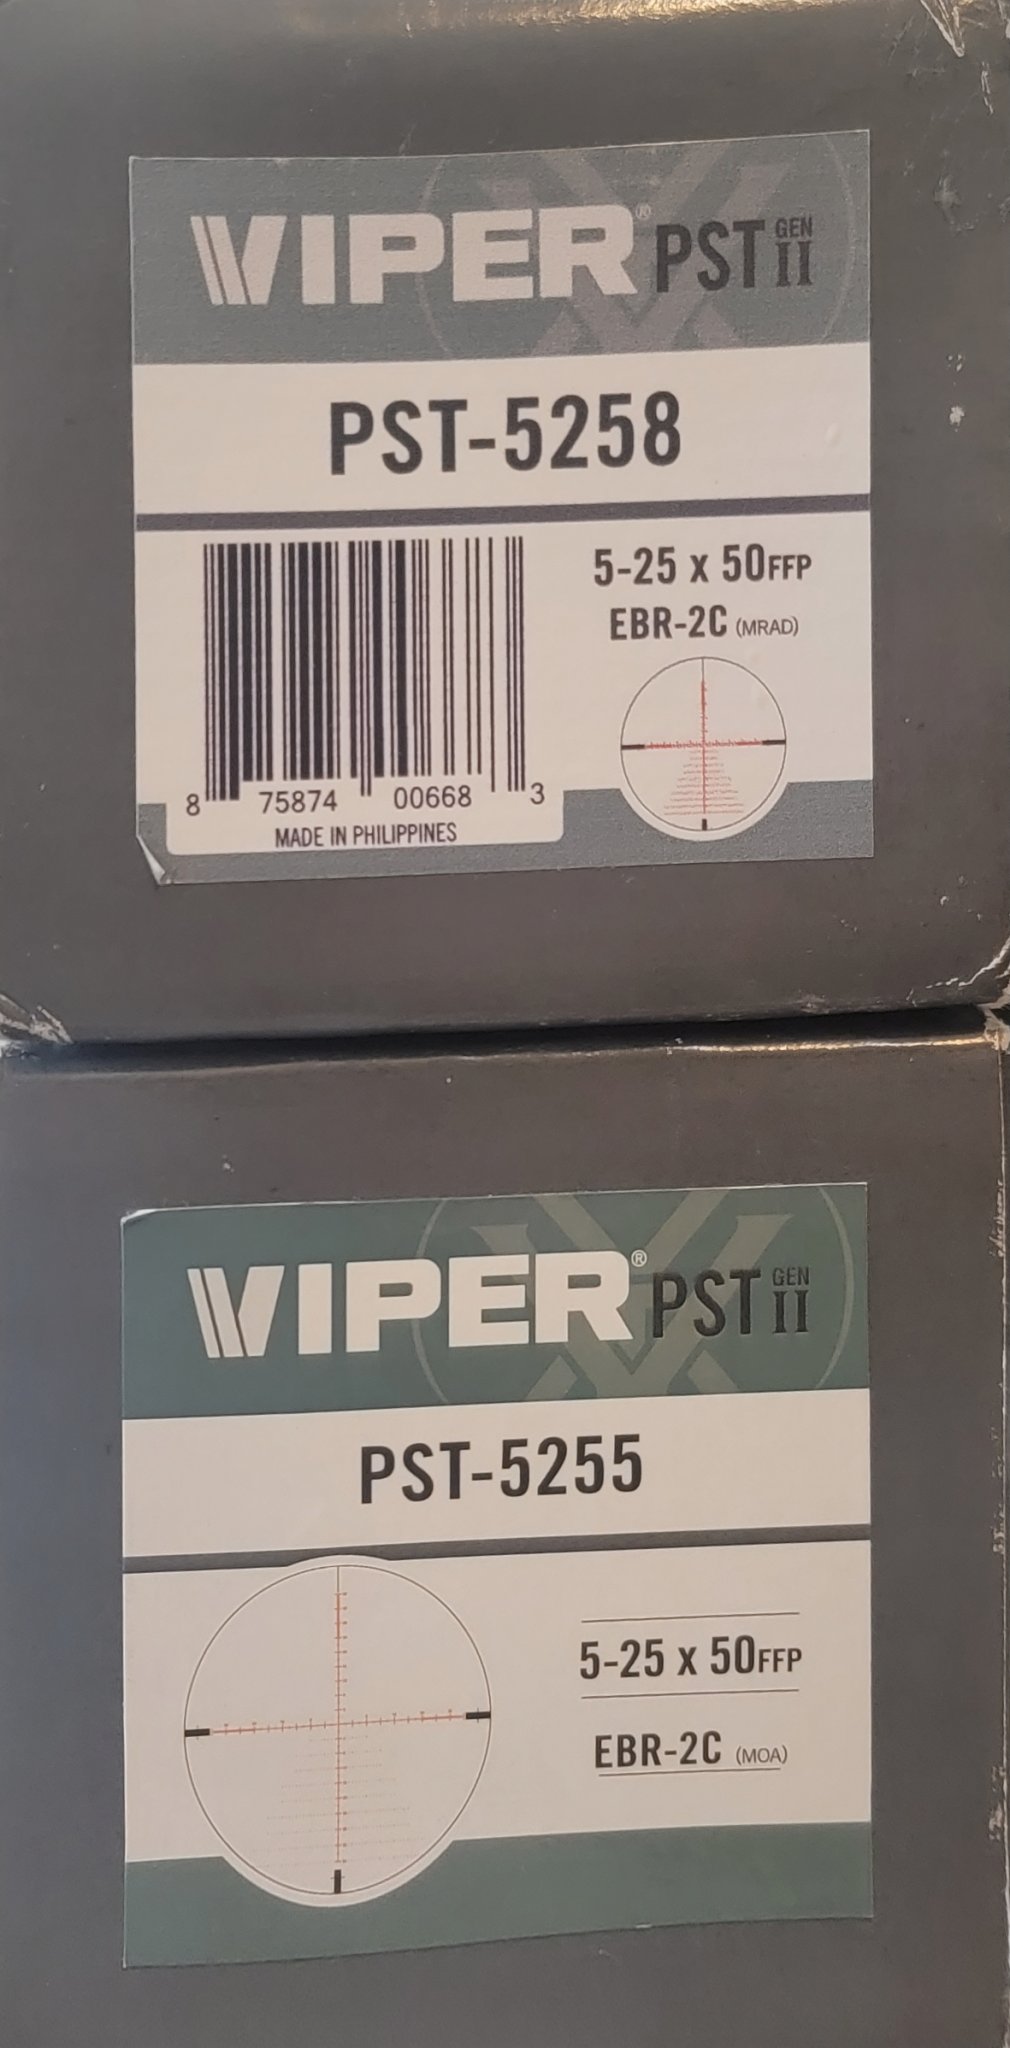 VIPER® PST GEN II
PST-5258
5-25 x 50FFP
EBR-2C (MRAD)
8 75874 00668 3
MADE IN PHILIPPINES
VIPER® PST GEN II
PST-5255
5-25 x 50FFP
EBR-2C (MOA)